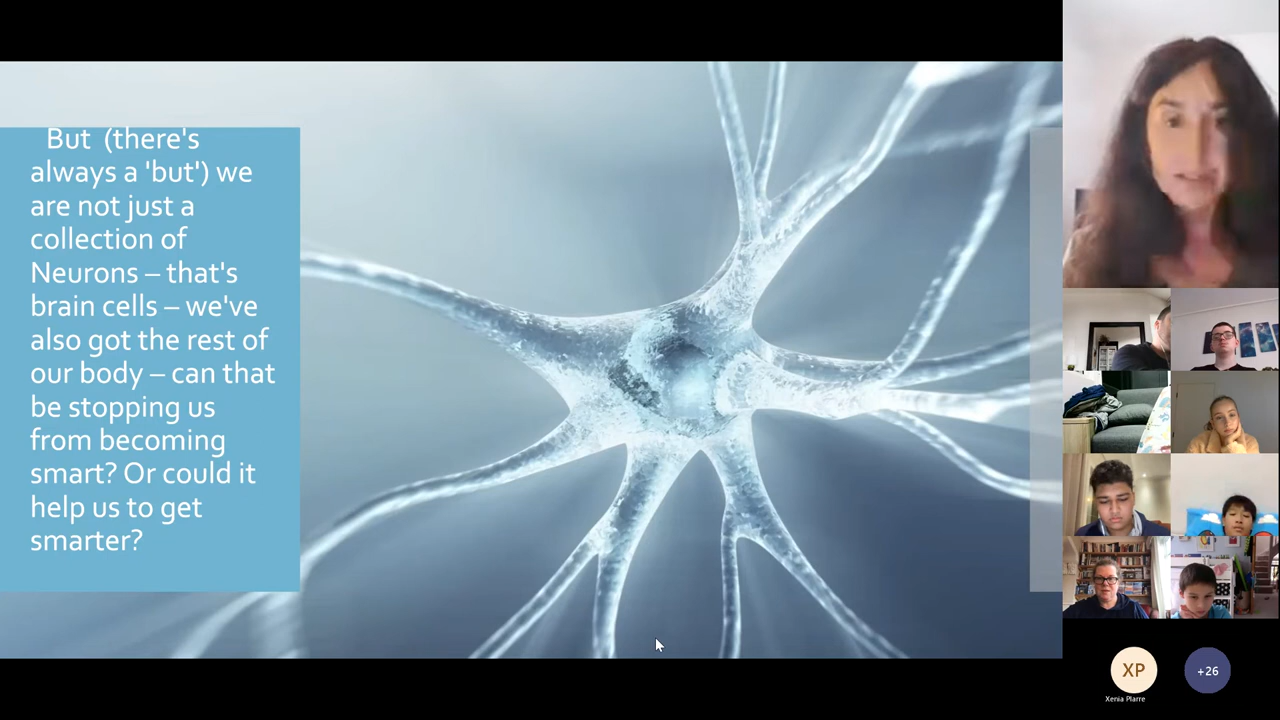 But (there's
always a 'but') we
are not just a
collection of
Neurons – that's
brain cells – we've
also got the rest of
our body – can that
be stopping us
from becoming
smart? Or could it
help us to get
smarter?
XP
+26
Xenia Plarre